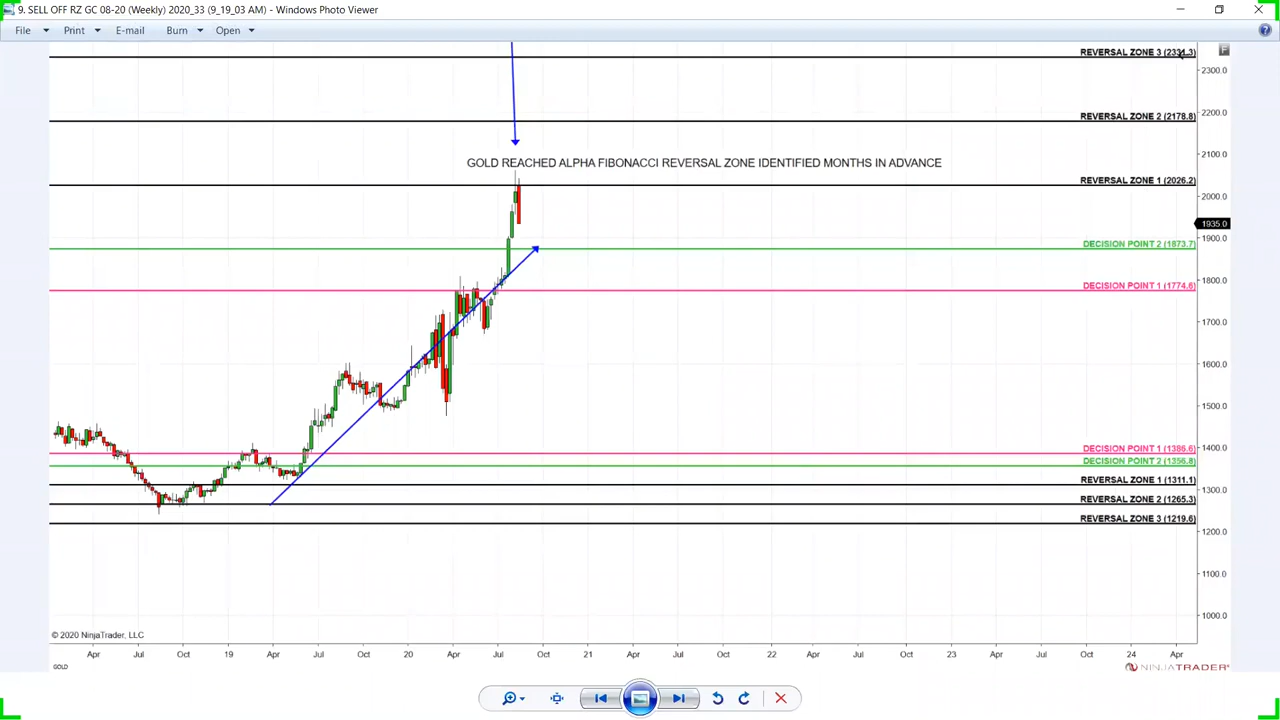 9. SELL OFF RZ GC 08-20 (Weekly) 2020_33 (9_19_03 AM) - Windows Photo Viewer
File Print E-mail Burn Open
REVERSAL ZONE 3 (2331.3)
F
2300.0
REVERSAL ZONE 2 (2178.8)
2200.0
2100.0
GOLD REACHED ALPHA FIBONACCI REVERSAL ZONE IDENTIFIED MONTHS IN ADVANCE
REVERSAL ZONE 1 (2026.2)
2000.0
1935.0
1900.0
DECISION POINT 2 (1873.7)
1800.0
DECISION POINT 1 (1774.6)
1700.0
1600.0
1500.0
1400.0
DECISION POINT 1 (1386.6)
DECISION POINT 2 (1356.8)
REVERSAL ZONE 1 (1311.1)
1300.0
REVERSAL ZONE 2 (1265.3)
REVERSAL ZONE 3 (1219.6)
1200.0
1100.0
1000.0
© 2020 NinjaTrader, LLC
Apr Jul Oct 19 Apr Jul Oct 20 Apr Jul Oct 21 Apr Jul Oct 22 Apr Jul Oct 23 Apr Jul Oct 24 Apr
GOLD
NINJATRADER